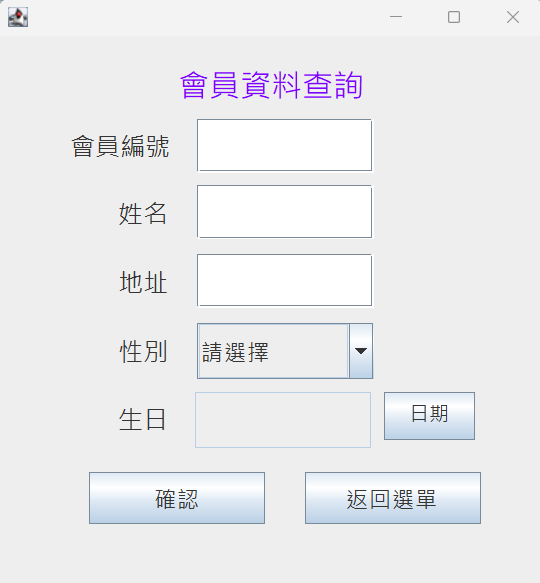 會員資料查詢
會員編號
姓名
地址
性別 請選擇
生日 日期
確認 返回選單